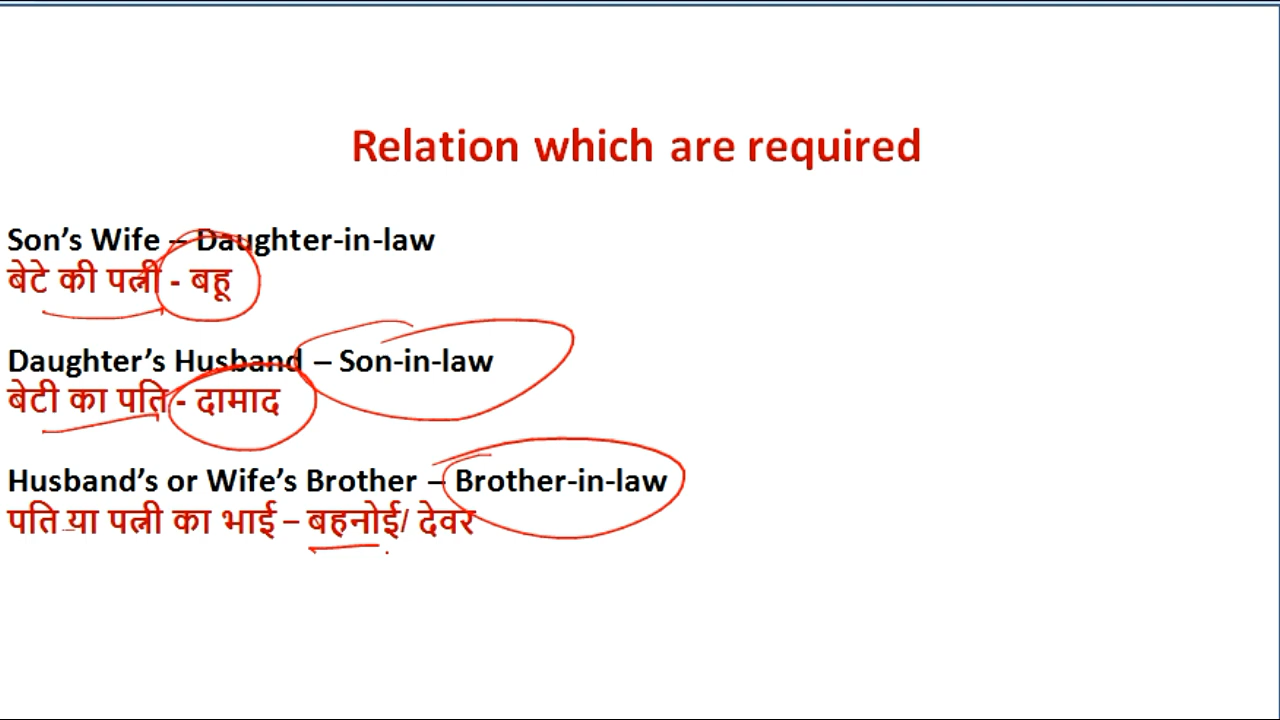 Relation which are required
Son’s Wife – Daughter-in-law
बेटे की पत्नी - बहू
Daughter’s Husband – Son-in-law
बेटी का पति - दामाद
Husband’s or Wife’s Brother – Brother-in-law
पति या पत्नी का भाई – बहनोई/ देवर